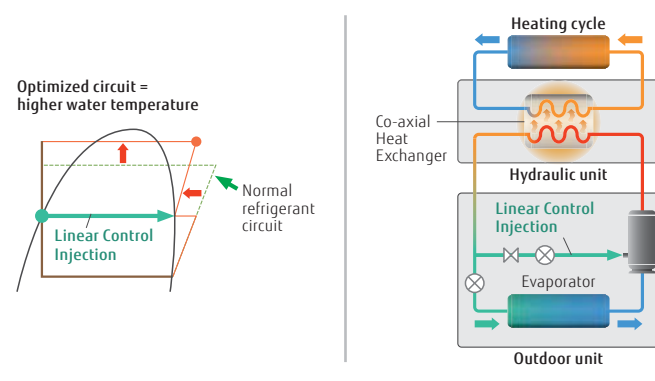 Optimized circuit =
higher water temperature
Linear Control
Injection
Normal
refrigerant
circuit
Heating cycle
Co-axial
Heat
Exchanger
Hydraulic unit
Linear Control
Injection
Evaporator
Outdoor unit